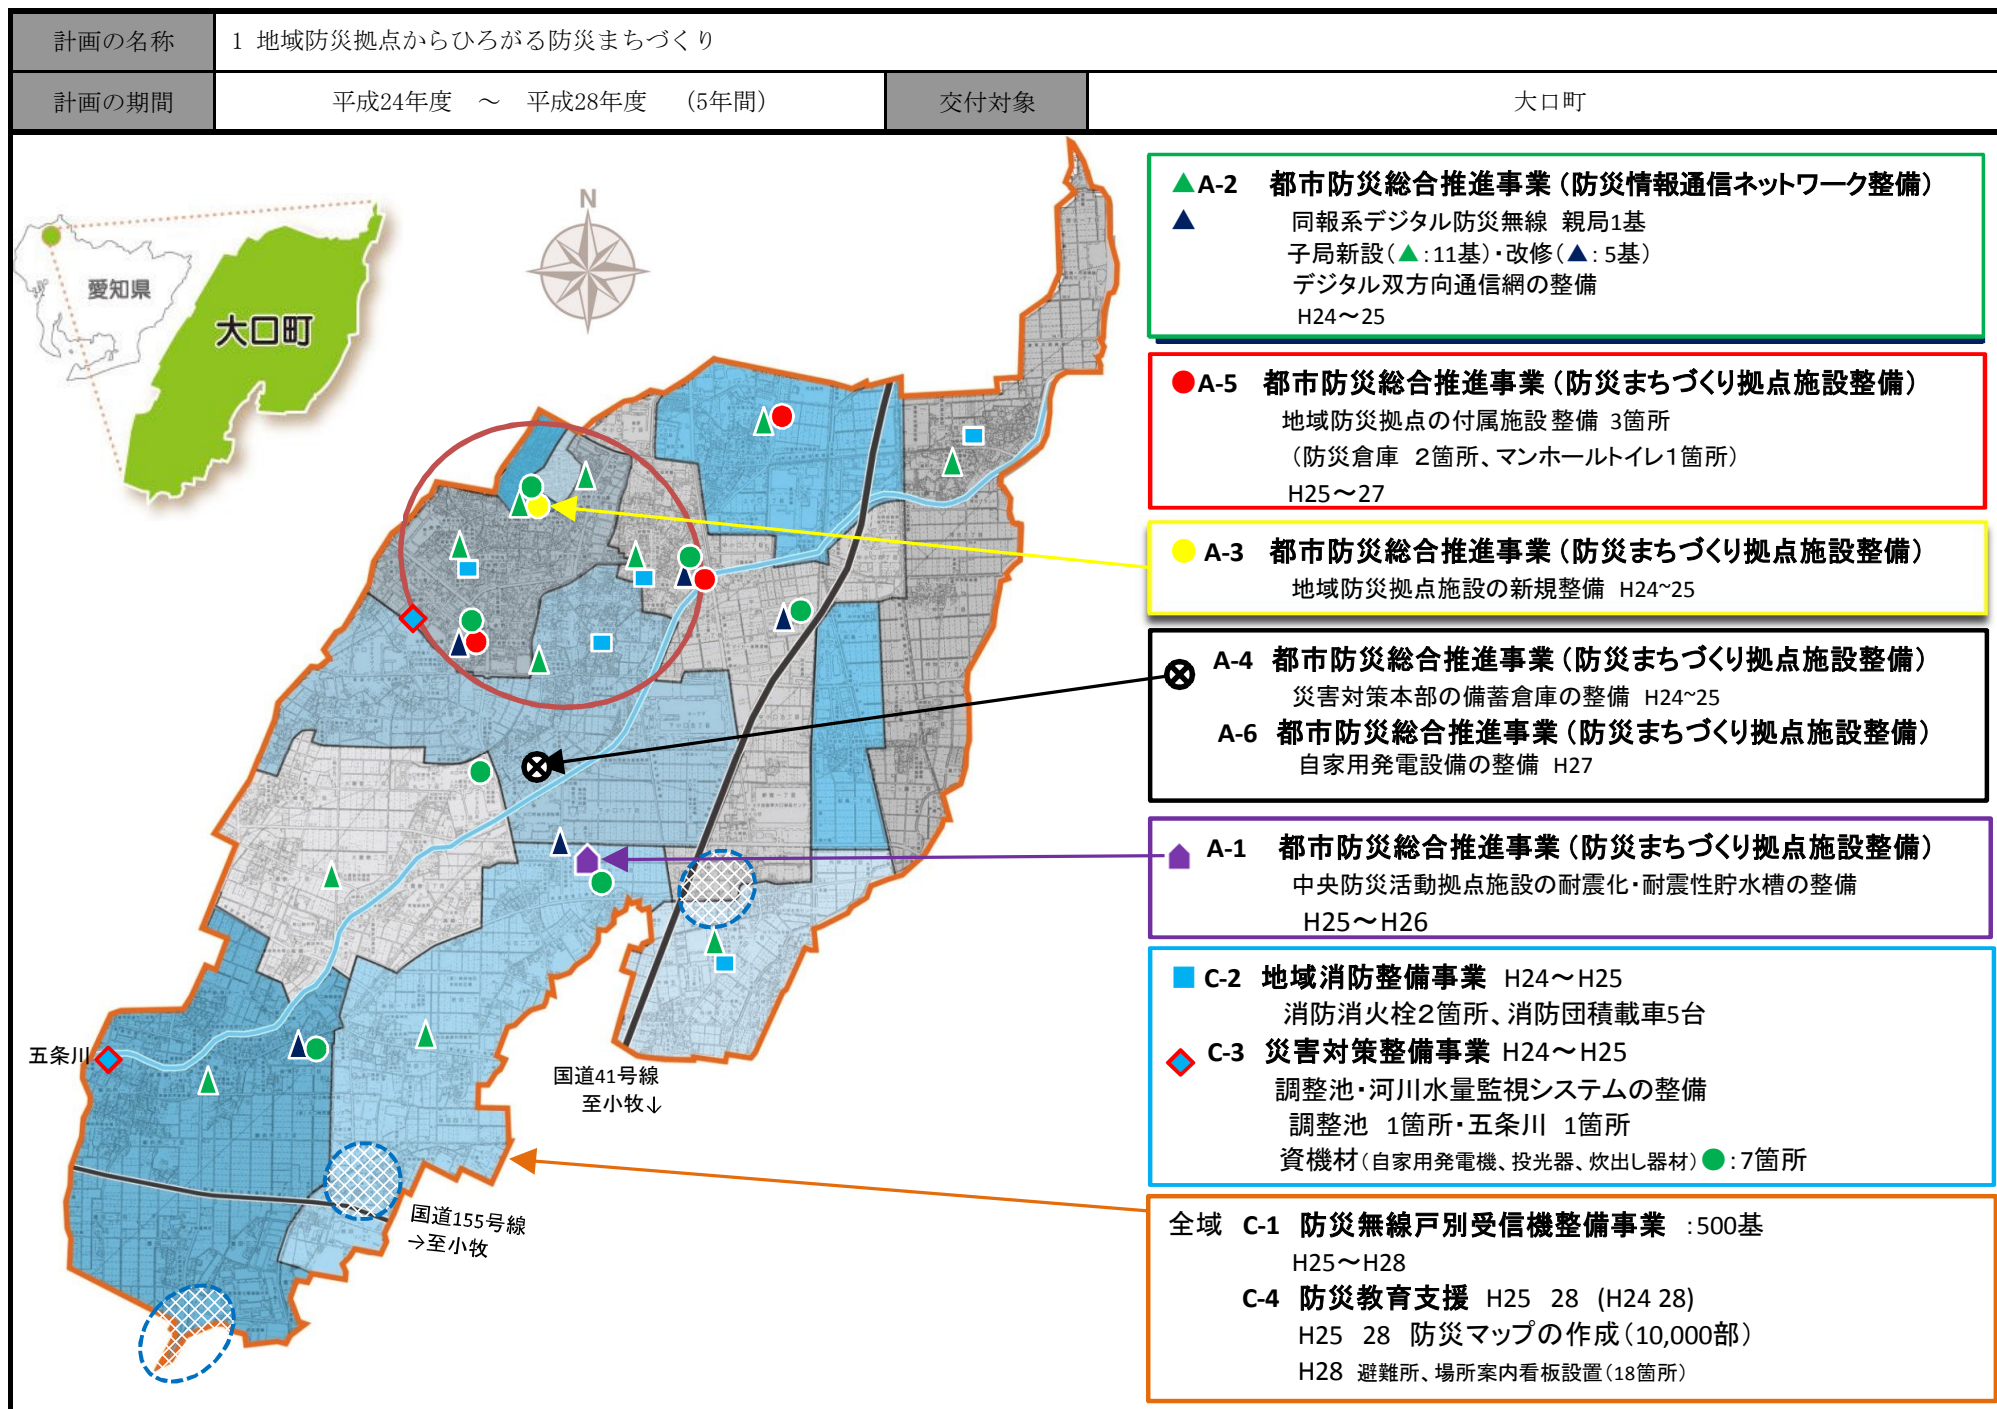 計画の名称
1 地域防災拠点からひろがる防災まちづくり
計画の期間
平成24年度 ～ 平成28年度 （5年間）
交付対象
大口町
愛知県
大口町
N
五条川
国道41号線
至小牧↓
国道155号線
→至小牧
▲A-2 都市防災総合推進事業（防災情報通信ネットワーク整備）
▲ 同報系デジタル防災無線 親局1基
子局新設（▲：11基）・改修（▲：5基）
デジタル双方向通信網の整備
H24～25
●A-5 都市防災総合推進事業（防災まちづくり拠点施設整備）
地域防災拠点の付属施設整備 3箇所
（防災倉庫 2箇所、マンホールトイレ1箇所）
H25～27
●A-3 都市防災総合推進事業（防災まちづくり拠点施設整備）
地域防災拠点施設の新規整備 H24~25
A-4 都市防災総合推進事業（防災まちづくり拠点施設整備）
災害対策本部の備蓄倉庫の整備 H24~25
A-6 都市防災総合推進事業（防災まちづくり拠点施設整備）
自家用発電設備の整備 H27
A-1 都市防災総合推進事業（防災まちづくり拠点施設整備）
中央防災活動拠点施設の耐震化・耐震性貯水槽の整備
H25～H26
■ C-2 地域消防整備事業 H24～H25
消防消火栓2箇所、消防団積載車5台
C-3 災害対策整備事業 H24～H25
調整池・河川水量監視システムの整備
調整池 1箇所・五条川 1箇所
資機材（自家用発電機、投光器、炊出し器材）●：7箇所
全域 C-1 防災無線戸別受信機整備事業 ：500基
H25～H28
C-4 防災教育支援 H25 28 (H24 28)
H25 28 防災マップの作成（10,000部）
H28 避難所、場所案内看板設置（18箇所）